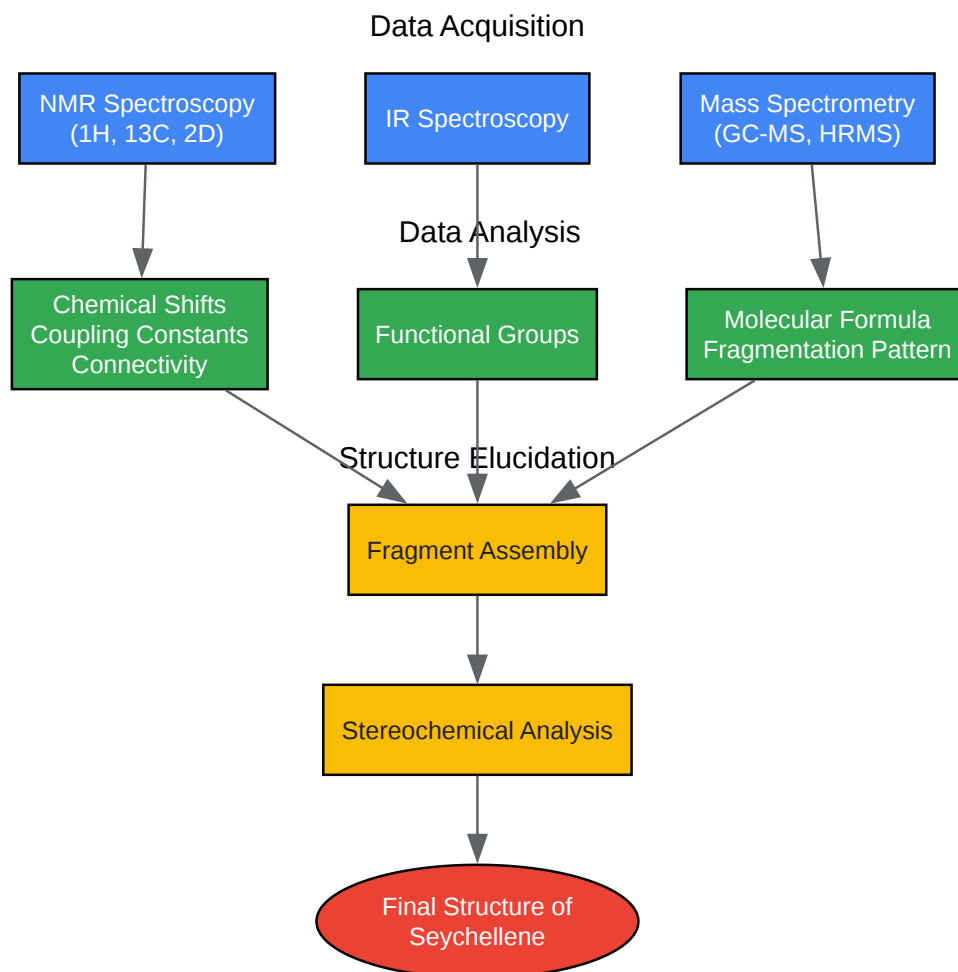 Data Acquisition
NMR Spectroscopy
(1H, 13C, 2D)
IR Spectroscopy
Mass Spectrometry
(GC-MS, HRMS)
Data Analysis
Chemical Shifts
Coupling Constants
Connectivity
Functional Groups
Molecular Formula
Fragmentation Pattern
Structure Elucidation
Fragment Assembly
Stereochemical Analysis
Final Structure of
Seychellene